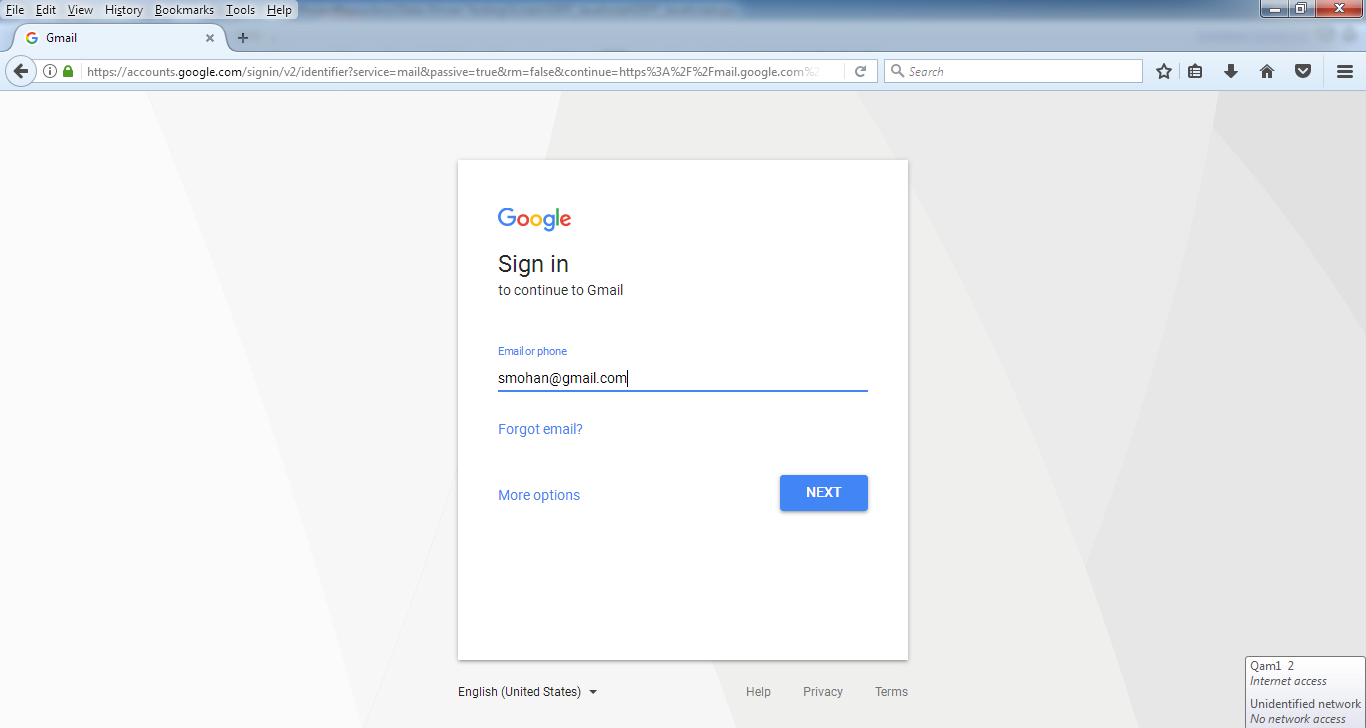 File Edit View History Bookmarks Tools Help
Gmail
https://accounts.google.com/signin/v2/identifier?service=mail&passive=true&rm=false&continue=https%3A%2F%2Fmail.google.com%2
Search
Google
Sign in
to continue to Gmail
Email or phone
smohan@gmail.com
Forgot email?
More options NEXT
English (United States) Help Privacy Terms
Qam1 2
Internet access
Unidentified network
No network access